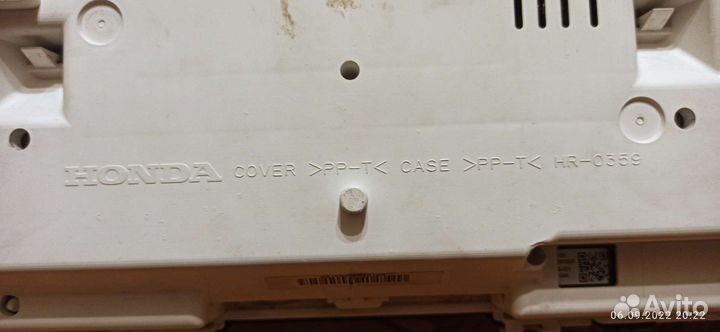 HONDA COVER >PP-T< CASE >PP-T< HR-0359
Avito
06.09.2022 20:22